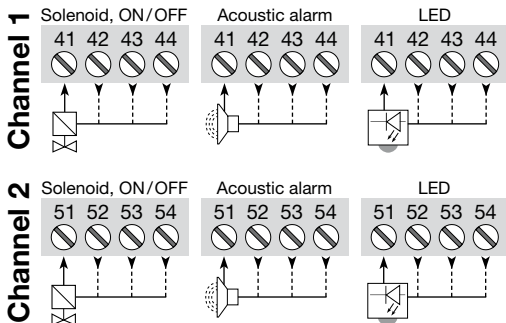 Channel 1
Solenoid, ON/OFF Acoustic alarm LED
41 42 43 44 41 42 43 44 41 42 43 44
Channel 2
Solenoid, ON/OFF Acoustic alarm LED
51 52 53 54 51 52 53 54 51 52 53 54